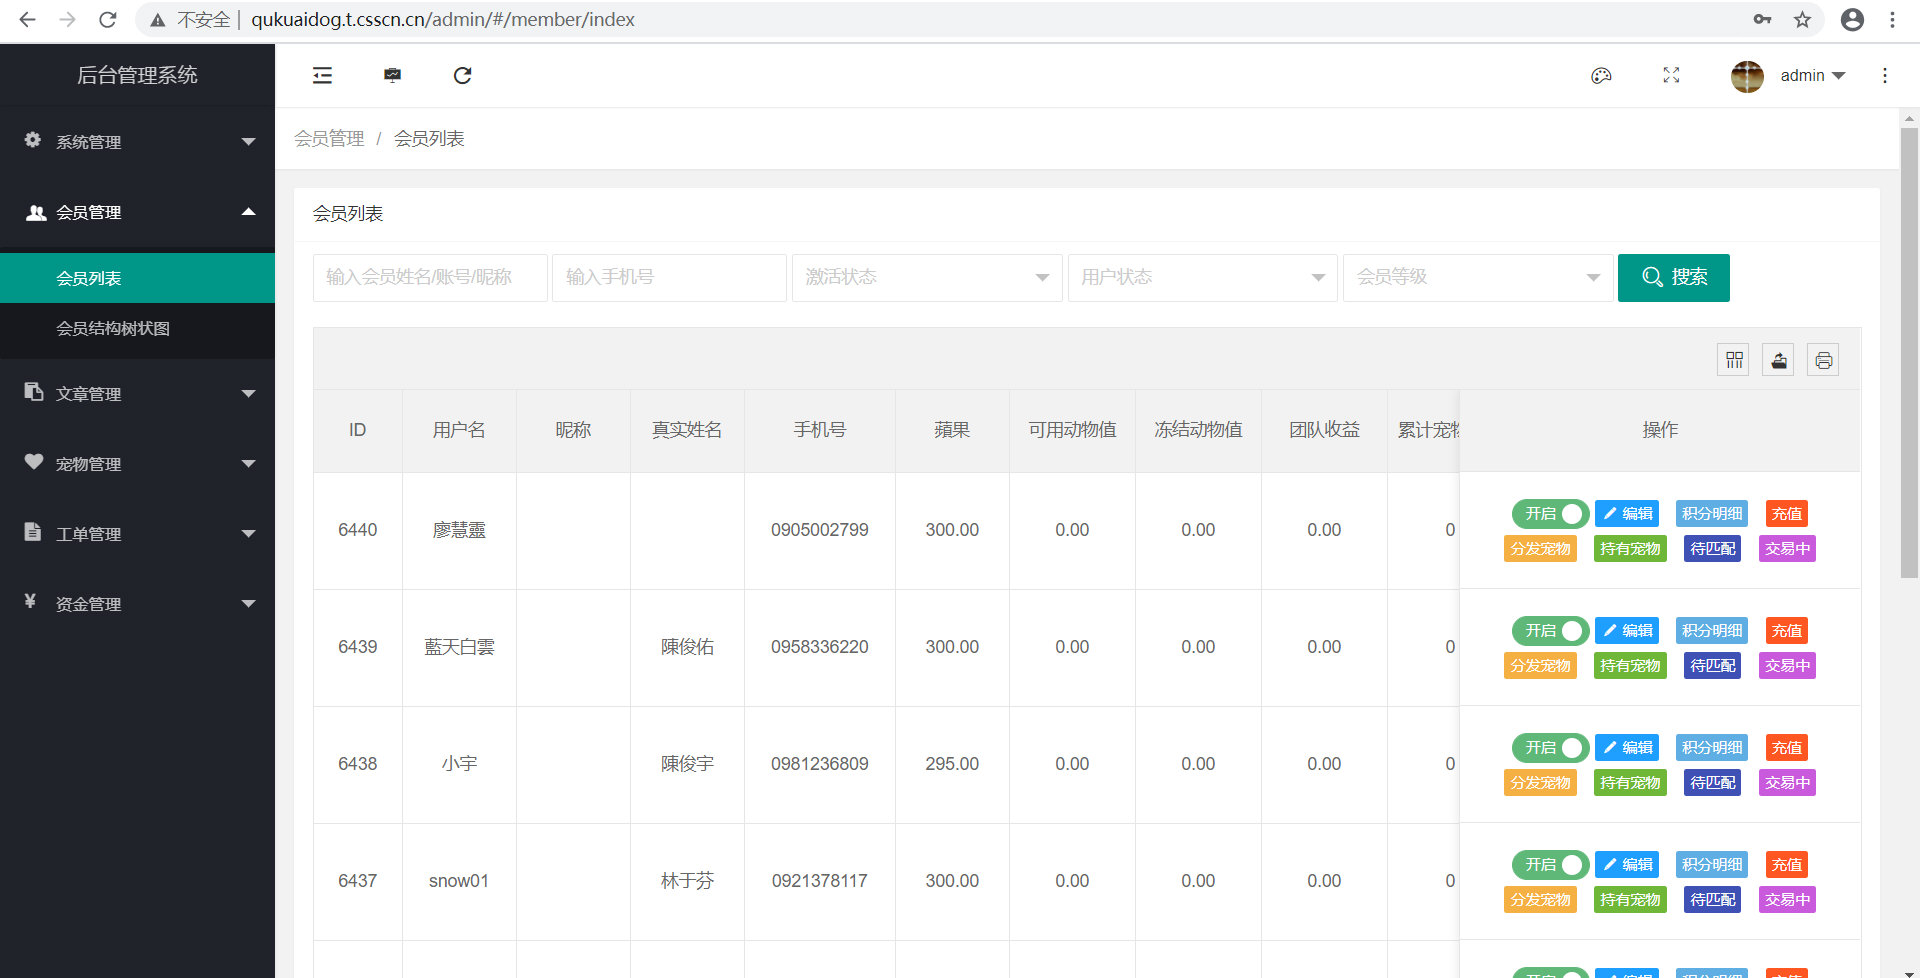 不安全 | qukuaidog.t.csscn.cn/admin/#/member/index
后台管理系统
admin
系统管理
会员管理
会员列表
会员结构树状图
文章管理
宠物管理
工单管理
资金管理
会员管理 / 会员列表
会员列表
输入会员姓名/账号/昵称 输入手机号 激活状态 用户状态 会员等级 搜索
ID 用户名 昵称 真实姓名 手机号 蘋果 可用动物值 冻结动物值 团队收益 累计宠物 操作
6440 廖慧靈 0905002799 300.00 0.00 0.00 0.00 0 开启 编辑 积分明细 充值
分发宠物 持有宠物 待匹配 交易中
6439 藍天白雲 陳俊佑 0958336220 300.00 0.00 0.00 0.00 0 开启 编辑 积分明细 充值
分发宠物 持有宠物 待匹配 交易中
6438 小宇 陳俊宇 0981236809 295.00 0.00 0.00 0.00 0 开启 编辑 积分明细 充值
分发宠物 持有宠物 待匹配 交易中
6437 snow01 林于芬 0921378117 300.00 0.00 0.00 0.00 0 开启 编辑 积分明细 充值
分发宠物 持有宠物 待匹配 交易中